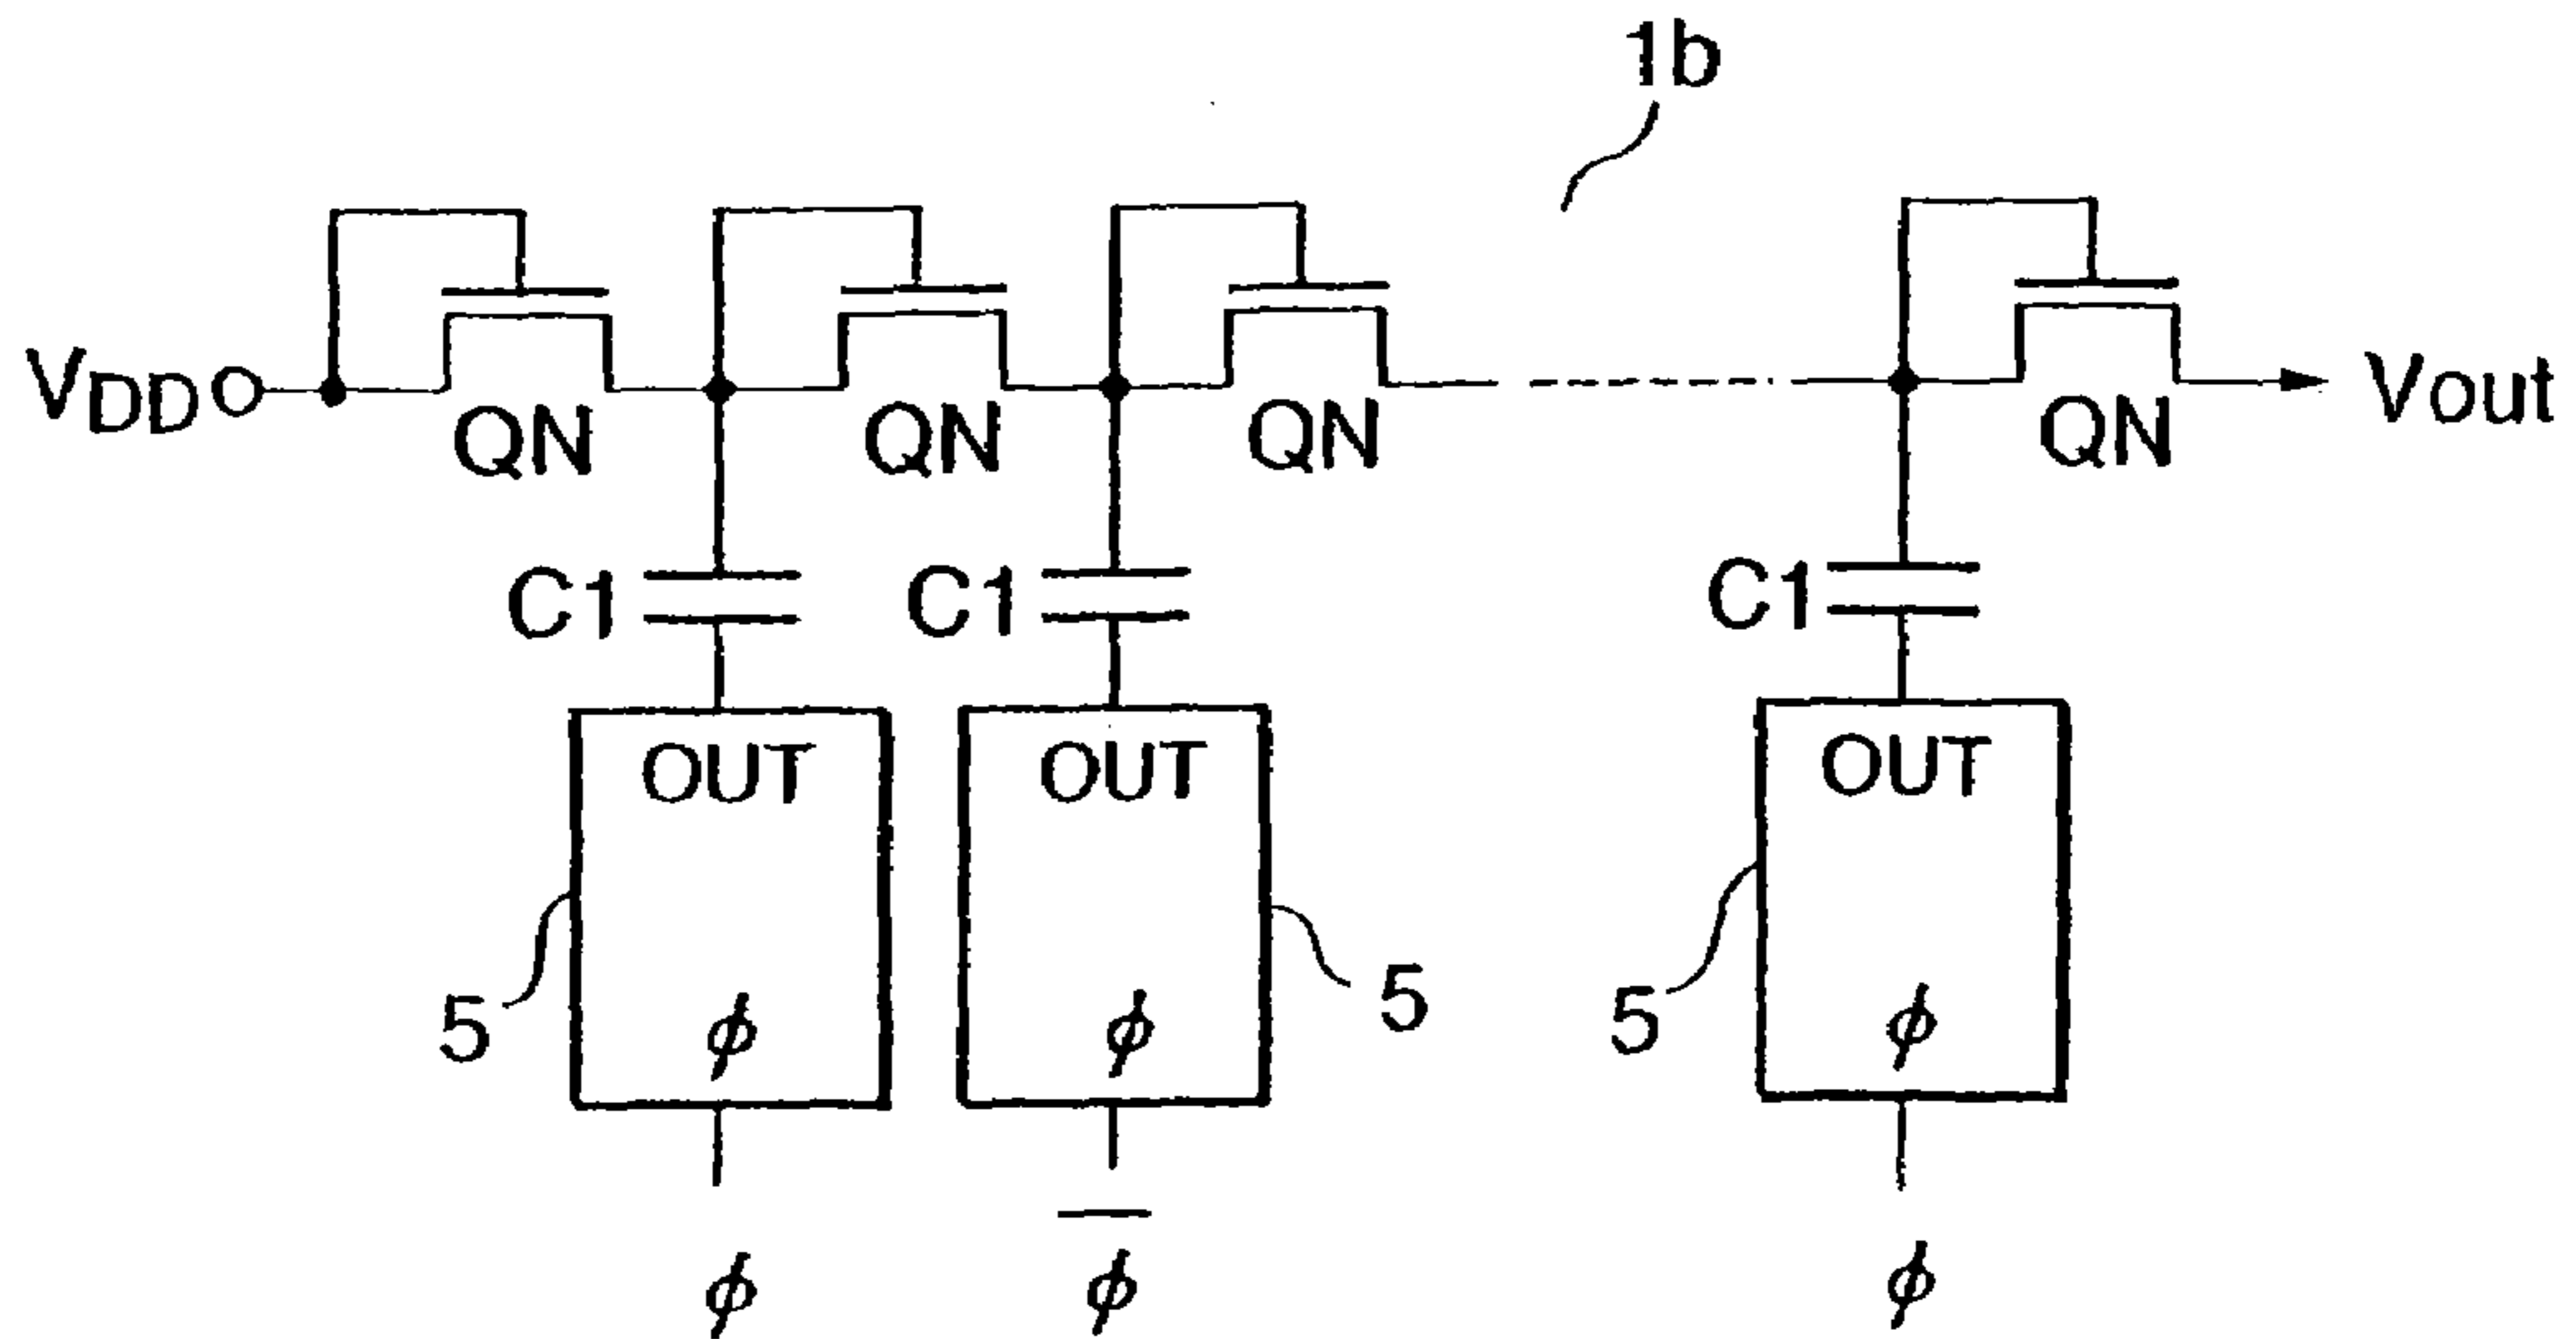 1b
VDD QN QN QN QN Vout
C1 C1 C1
OUT OUT OUT
5 ϕ ϕ 5 5 ϕ
ϕ ϕ̅ ϕ